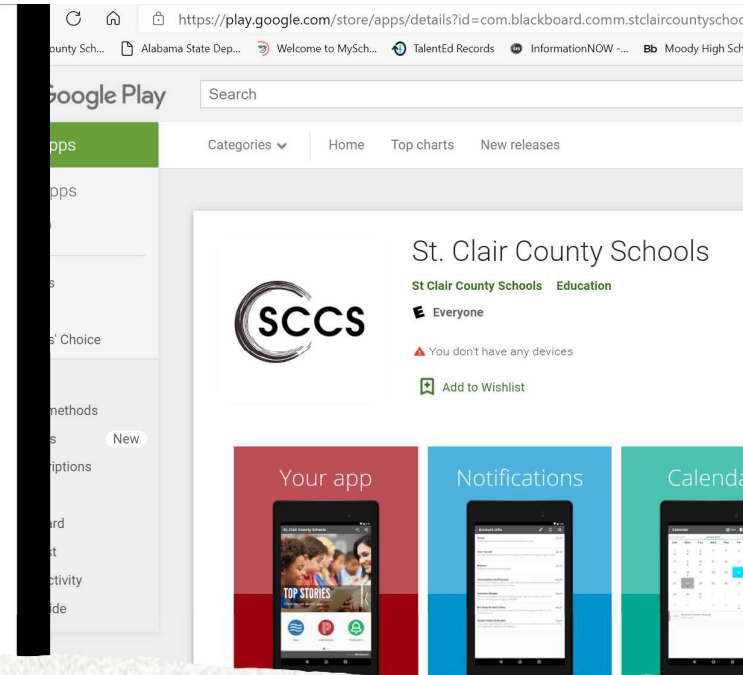 https://play.google.com/store/apps/details?id=com.blackboard.comm.stclaircountyschoo
ounty Sch... Alabama State Dep... Welcome to MySch... TalentEd Records InformationNOW -... Bb Moody High Sch
Google Play Search
pps Categories Home Top charts New releases
pps
s
s' Choice
methods
s New
riptions
ard
st
ctivity
ide
SCCS
St. Clair County Schools
St Clair County Schools Education
E Everyone
You don't have any devices
Add to Wishlist
Your app Notifications Calenda
St. Clair County Schools
TOP STORIES
Account Info
Calendar